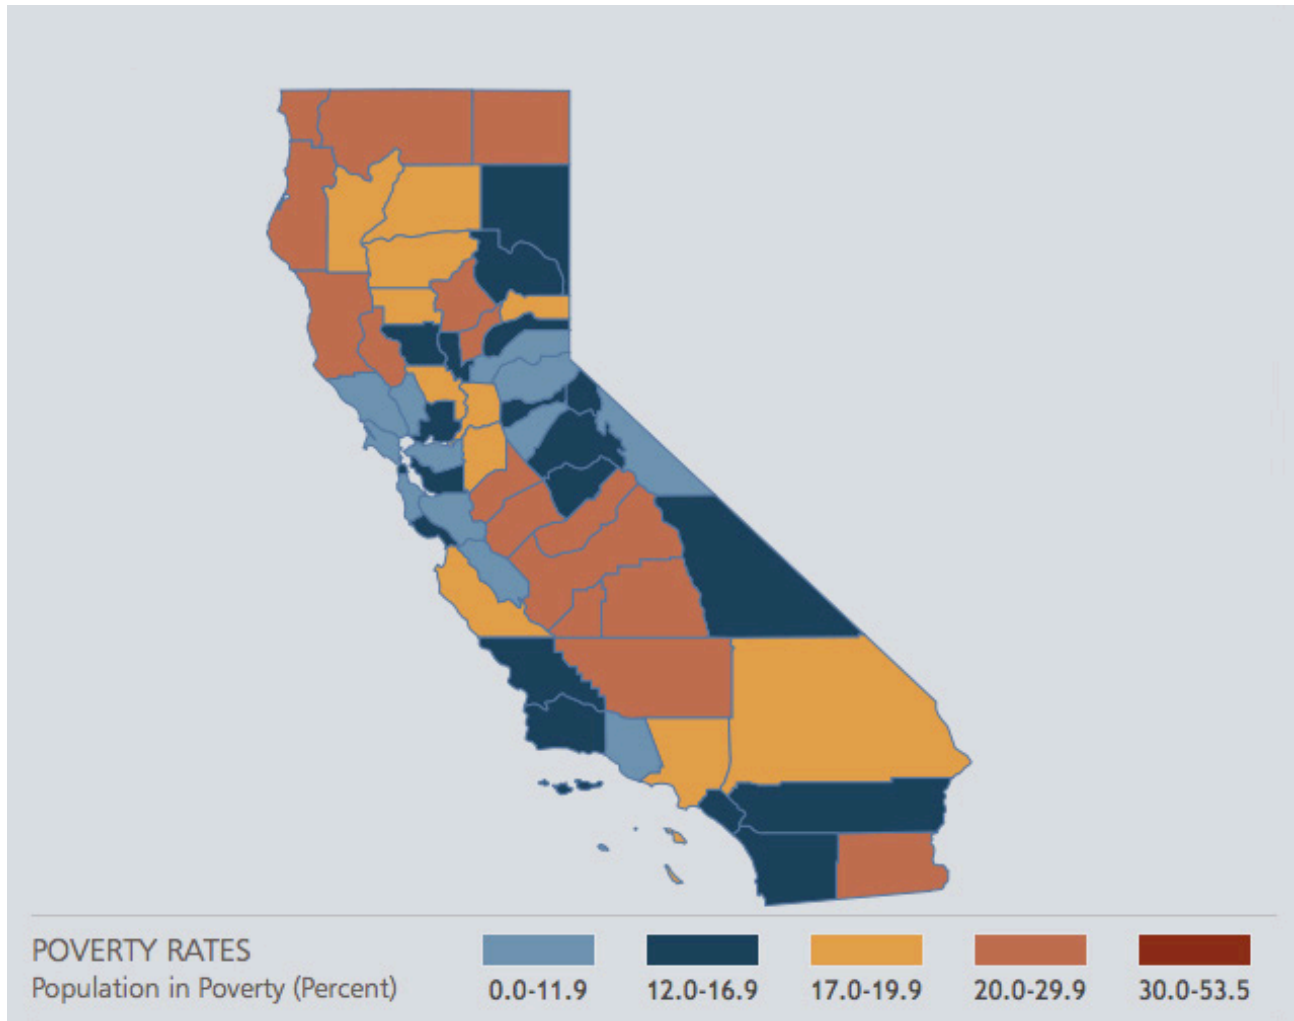 POVERTY RATES
Population in Poverty (Percent)
0.0-11.9
12.0-16.9
17.0-19.9
20.0-29.9
30.0-53.5